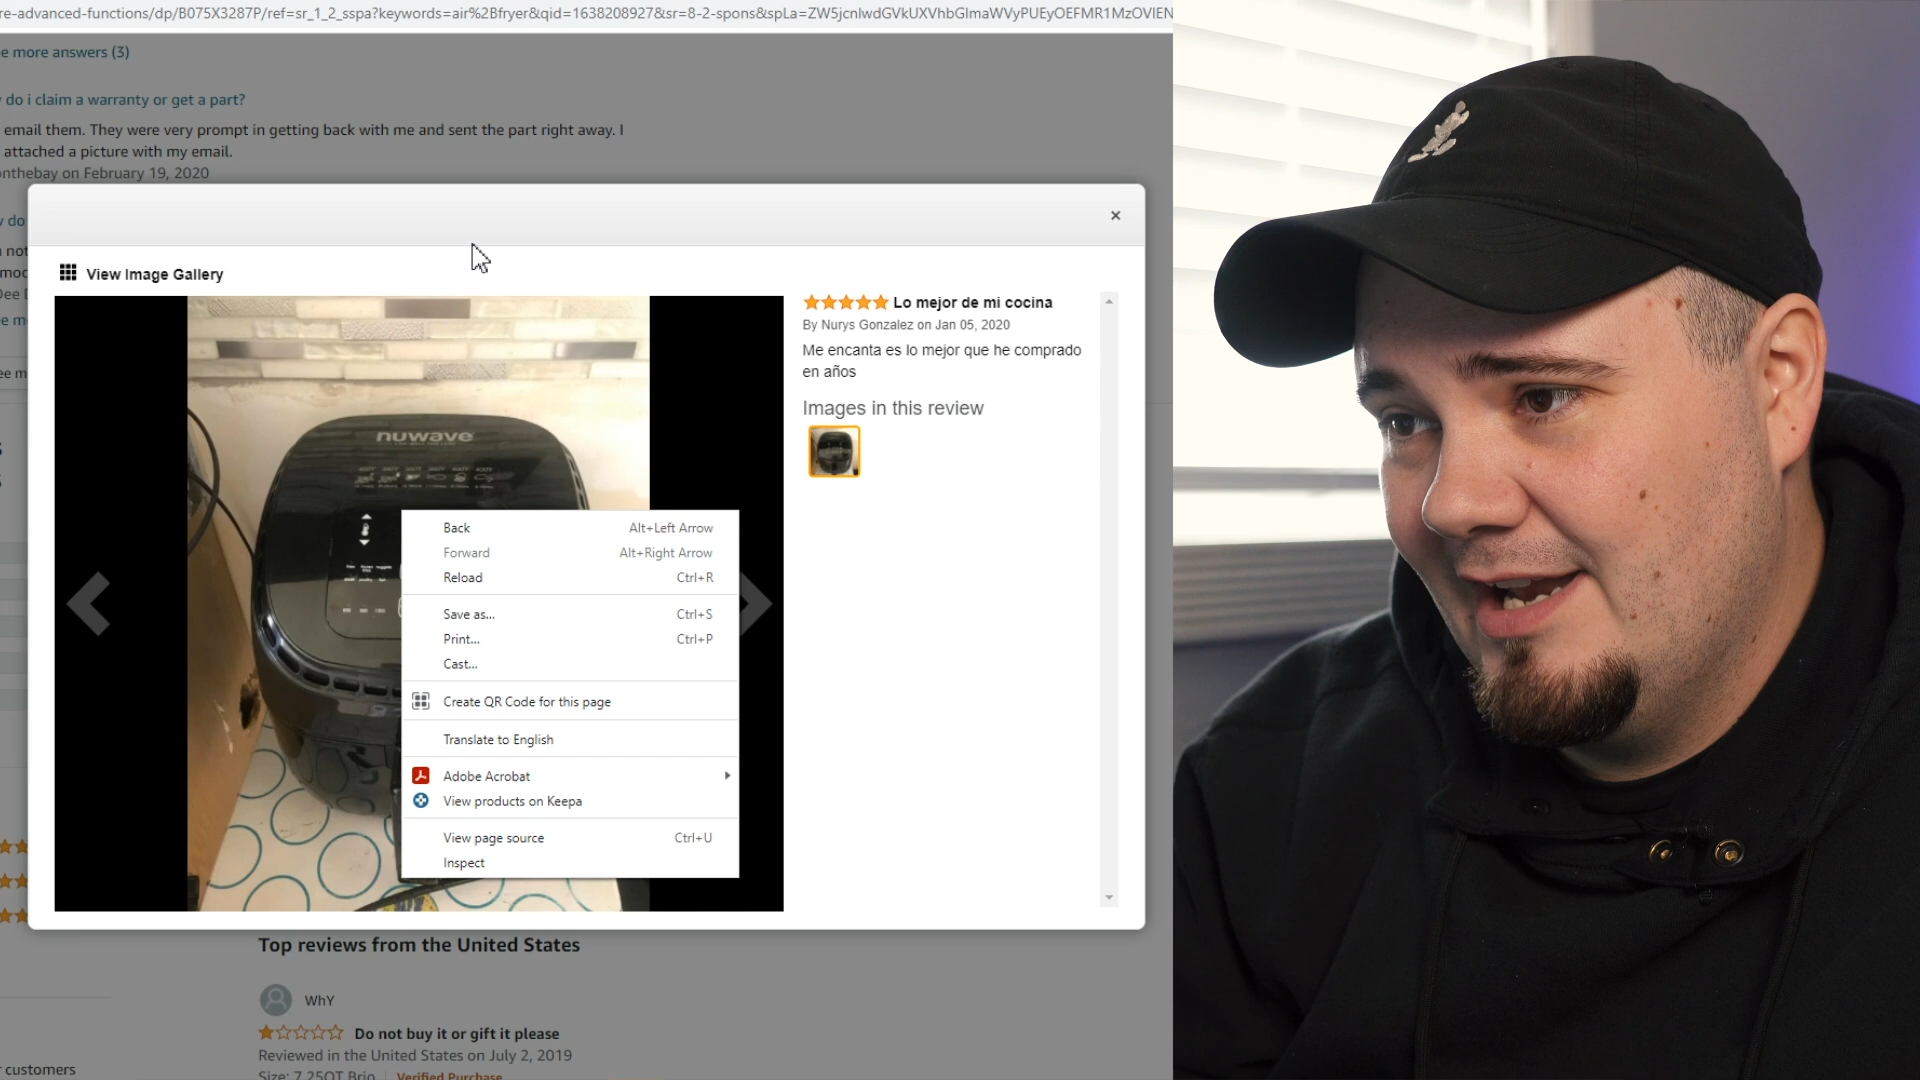 re-advanced-functions/dp/B075X3287P/ref=sr_1_2_sspa?keywords=air%2Bfryer&qid=1638208927&sr=8-2-spons&spLa=ZW5jcnlwdGVkUXVhbGlmaWVyPUEyOEFMR1MzOVlEN
e more answers (3)
do i claim a warranty or get a part?
email them. They were very prompt in getting back with me and sent the part right away. I
attached a picture with my email.
onthebay on February 19, 2020
×
View Image Gallery
nuwave
Lo mejor de mi cocina
By Nurys Gonzalez on Jan 05, 2020
Me encanta es lo mejor que he comprado
en años
Images in this review
Back Alt+Left Arrow
Forward Alt+Right Arrow
Reload Ctrl+R
Save as... Ctrl+S
Print... Ctrl+P
Cast...
Create QR Code for this page
Translate to English
Adobe Acrobat
View products on Keepa
View page source Ctrl+U
Inspect
Top reviews from the United States
WhY
Do not buy it or gift it please
Reviewed in the United States on July 2, 2019
Size: 7.25QT Brio Verified Purchase
customers